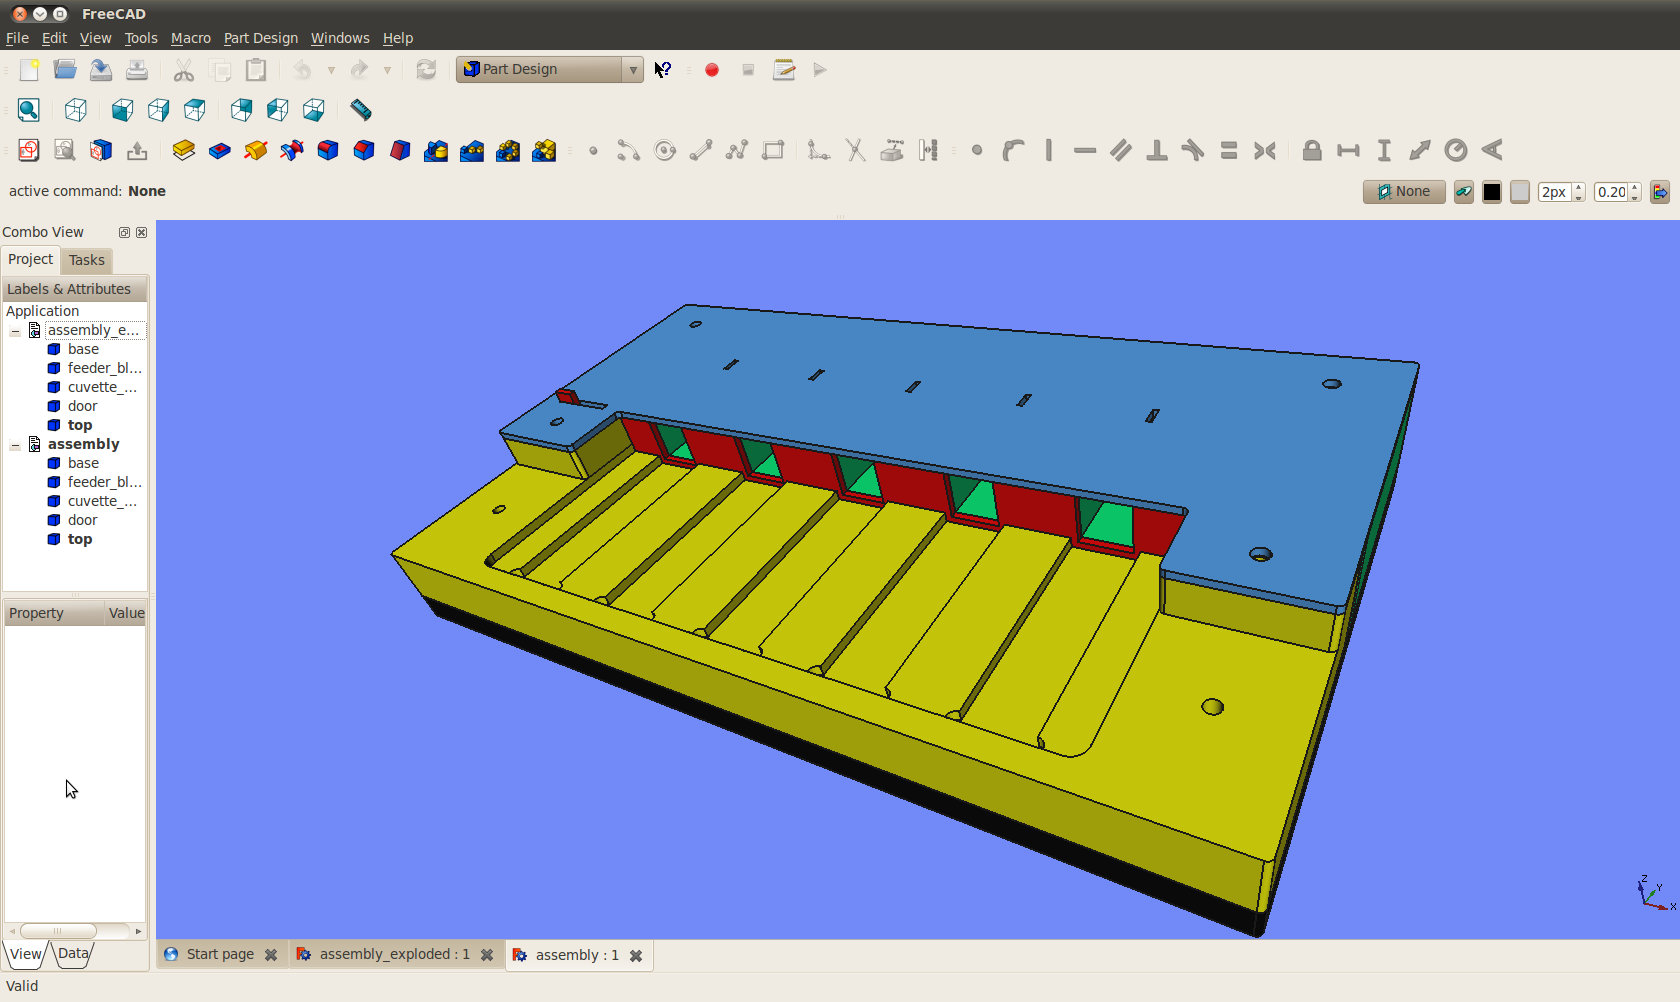 FreeCAD
File Edit View Tools Macro Part Design Windows Help
Part Design
active command: None
None
2px
0.20
Combo View
Project Tasks
Labels & Attributes
Application
assembly_e...
base
feeder_bl...
cuvette_...
door
top
assembly
base
feeder_bl...
cuvette_...
door
top
Property Value
Z
Y
X
View Data
Start page
assembly_exploded : 1
assembly : 1
Valid